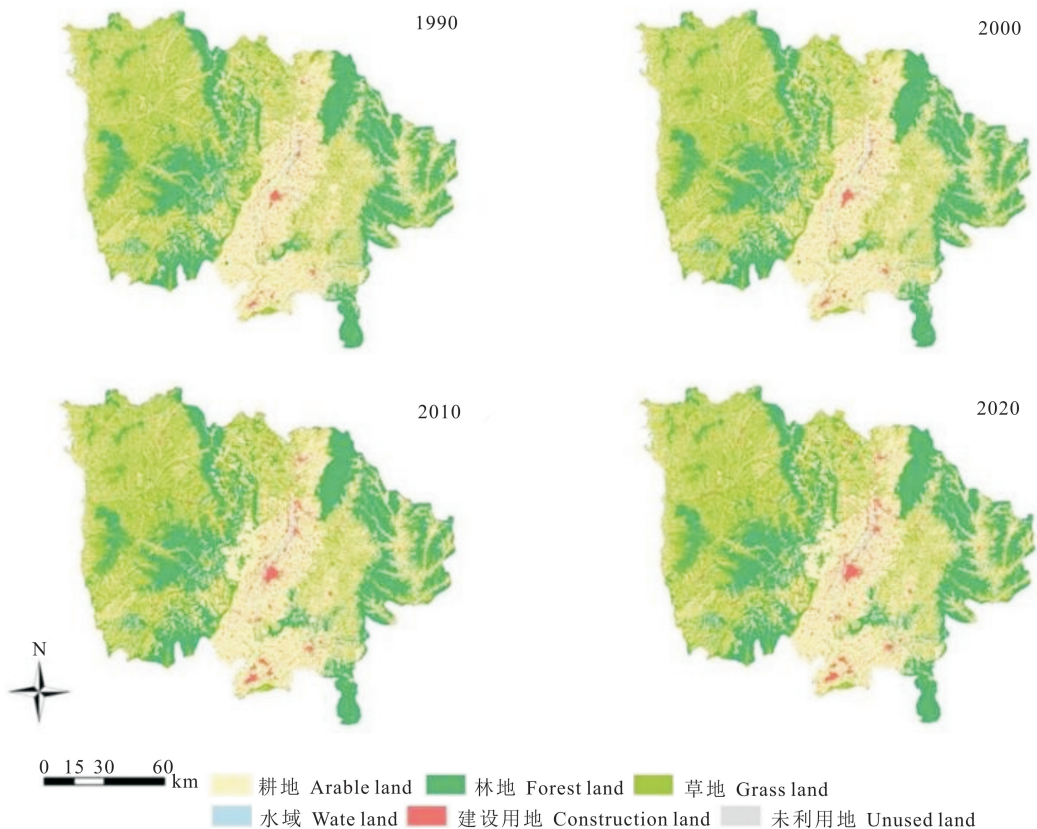 1990
2000
2010
2020
N
0 15 30 60
km
耕地 Arable land
林地 Forest land
草地 Grass land
水域 Wate land
建设用地 Construction land
未利用地 Unused land